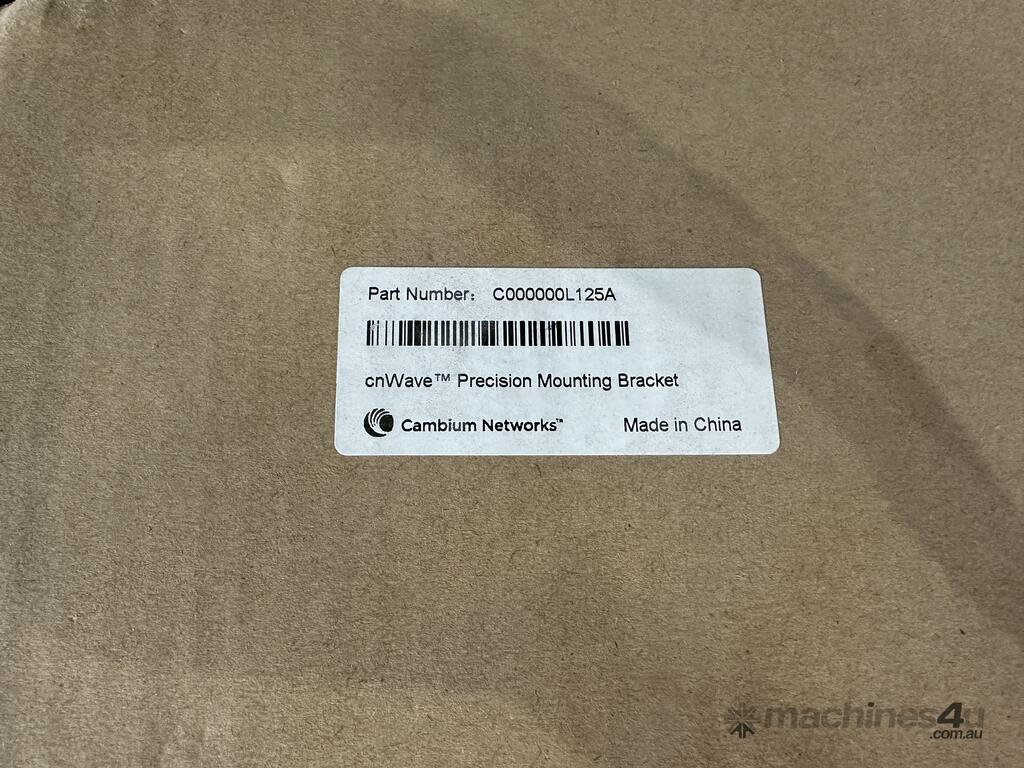 Part Number: C000000L125A
cnWave™ Precision Mounting Bracket
Cambium Networks™ Made in China
machines4u
.com.au